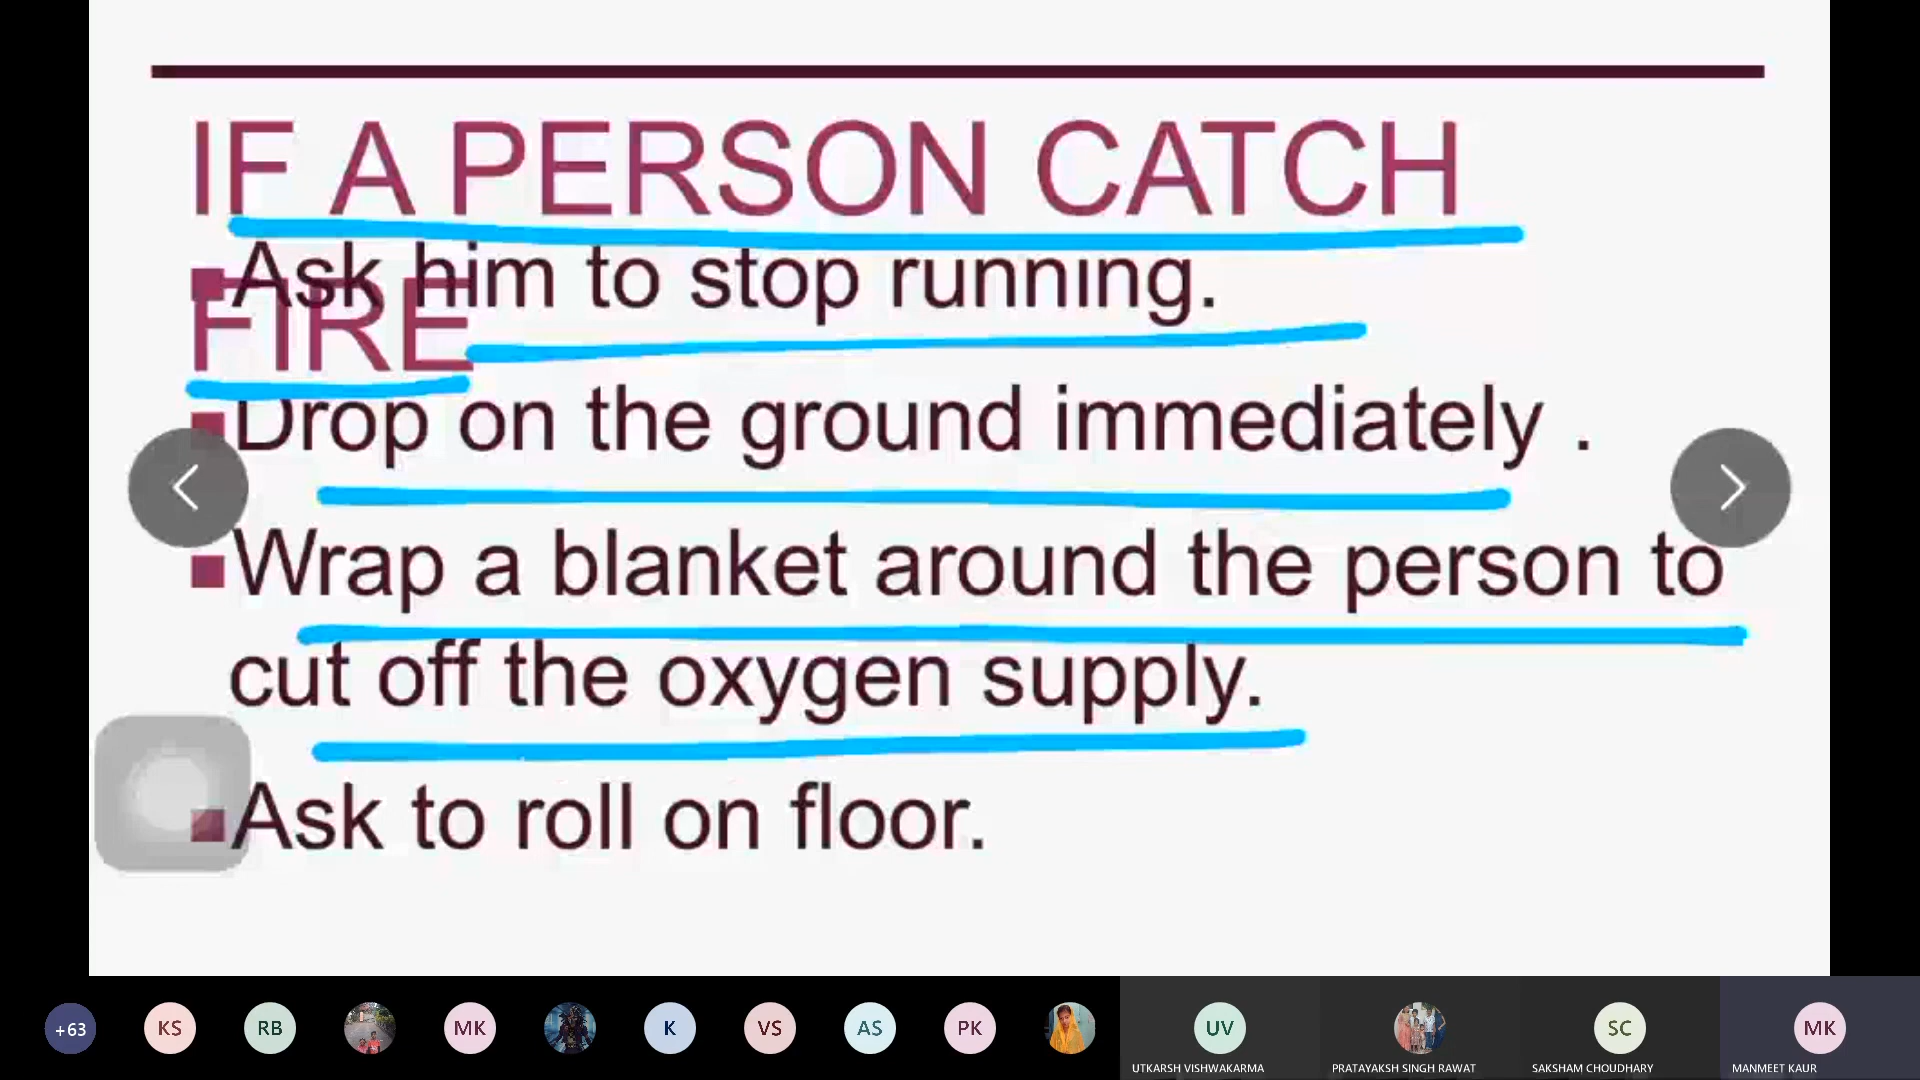 IF A PERSON CATCH
FIRE
Ask him to stop running.
Drop on the ground immediately .
Wrap a blanket around the person to
cut off the oxygen supply.
Ask to roll on floor.
+63
KS
RB
MK
K
VS
AS
PK
UV
SC
MK
UTKARSH VISHWAKARMA
PRATAYAKSH SINGH RAWAT
SAKSHAM CHOUDHARY
MANMEET KAUR